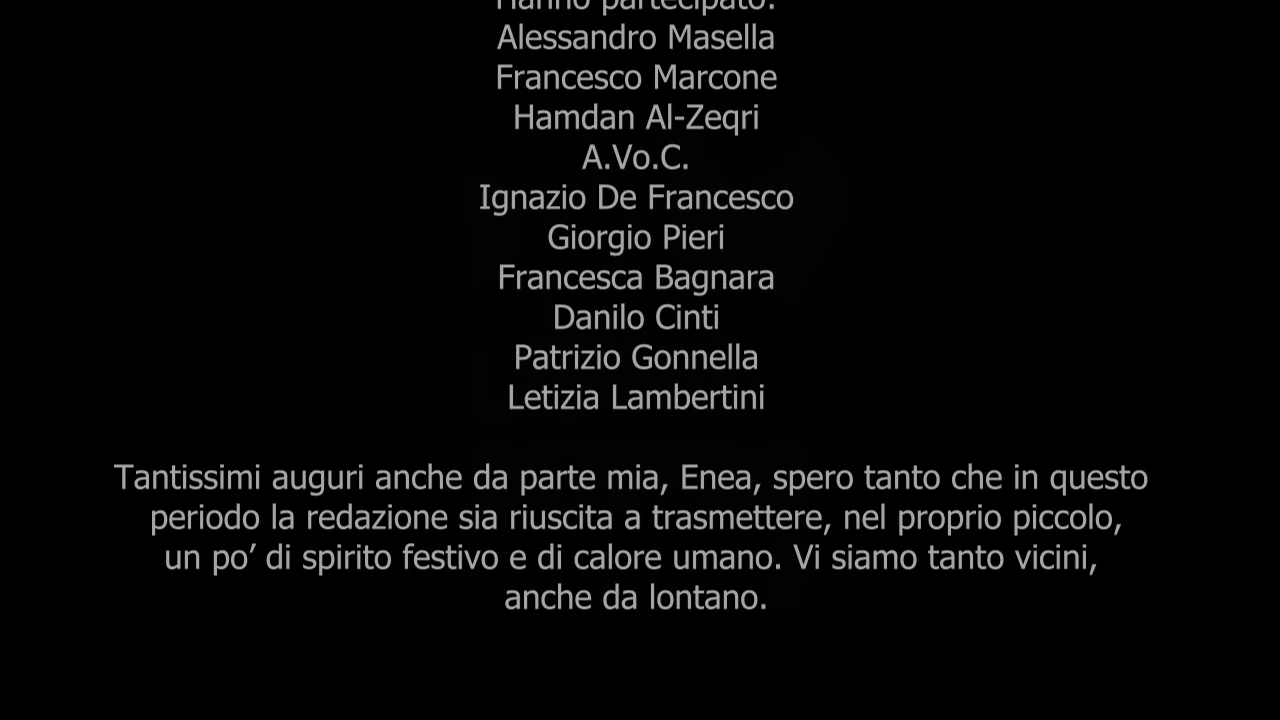 Hanno partecipato:
Alessandro Masella
Francesco Marcone
Hamdan Al-Zeqri
A.Vo.C.
Ignazio De Francesco
Giorgio Pieri
Francesca Bagnara
Danilo Cinti
Patrizio Gonnella
Letizia Lambertini
Tantissimi auguri anche da parte mia, Enea, spero tanto che in questo
periodo la redazione sia riuscita a trasmettere, nel proprio piccolo,
un po’ di spirito festivo e di calore umano. Vi siamo tanto vicini,
anche da lontano.